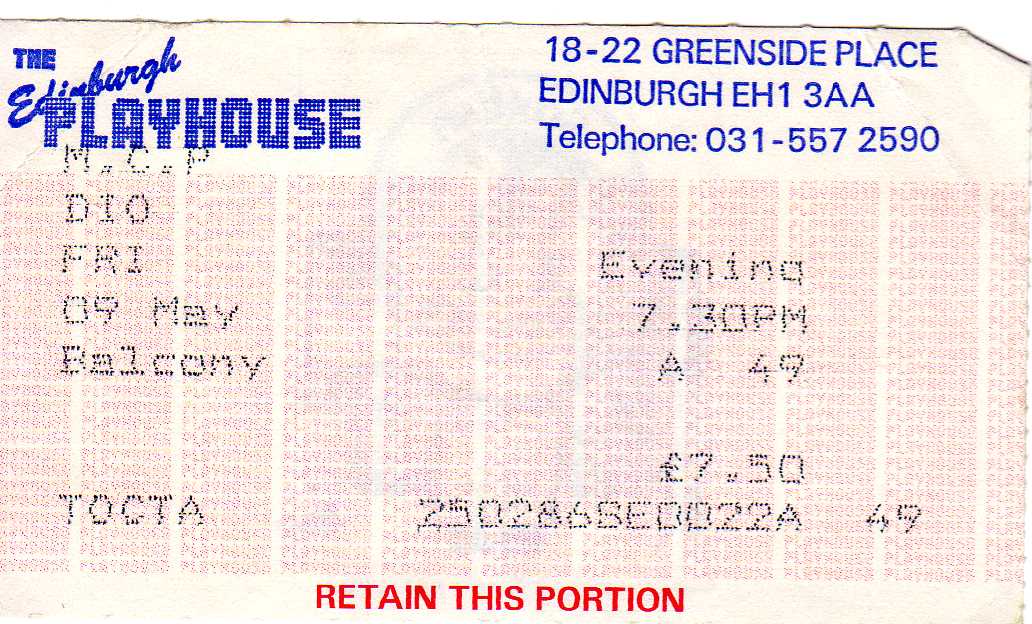 THE
Edinburgh
PLAYHOUSE
18-22 GREENSIDE PLACE
EDINBURGH EH1 3AA
Telephone: 031-557 2590
M.C.P
DIO
FRI Evening
09 May 7.30PM
Balcony A 49
£7.50
TOCTA 250286SED022A 49
RETAIN THIS PORTION